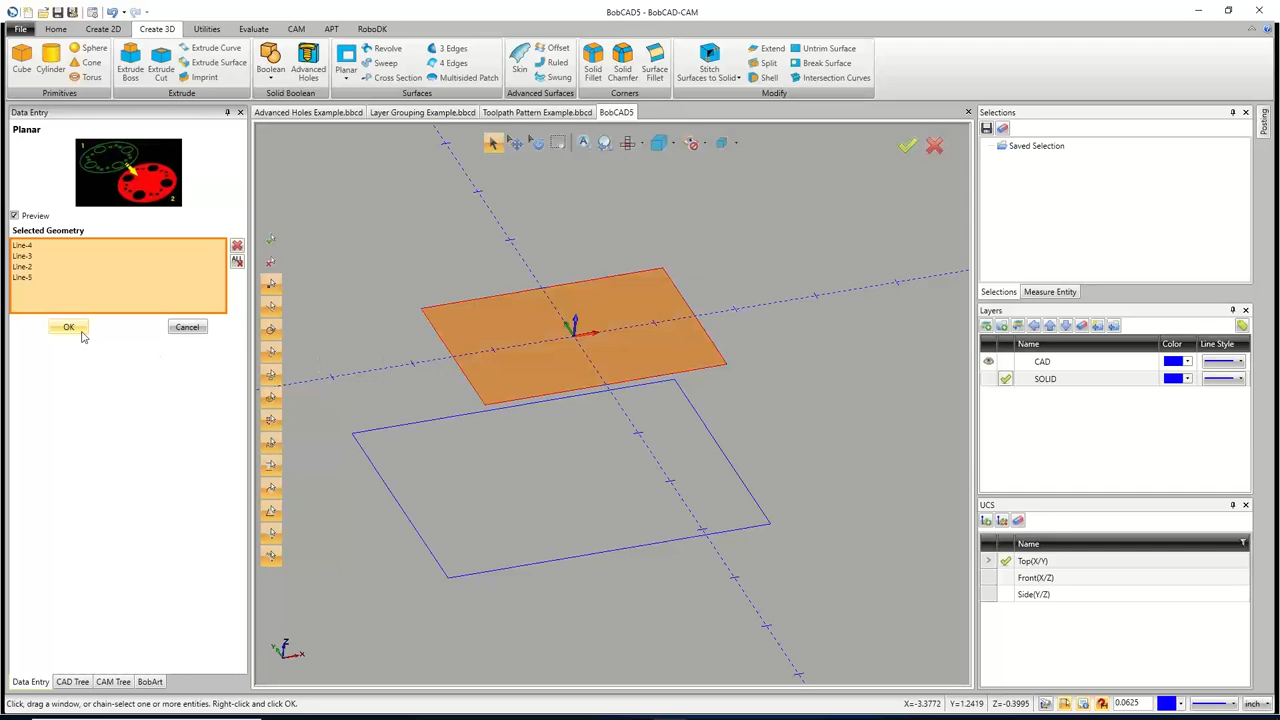 BobCAD5 - BobCAD-CAM
File Home Create 2D Create 3D Utilities Evaluate CAM APT RoboDK
Cube Cylinder Sphere Cone Torus
Primitives
Extrude Boss Extrude Cut Extrude Curve Extrude Surface Imprint
Extrude
Boolean Advanced Holes
Solid Boolean
Planar Revolve Sweep Cross Section 3 Edges 4 Edges Multisided Patch
Surfaces
Skin Offset Ruled Swung
Advanced Surfaces
Solid Fillet Solid Chamfer Surface Fillet
Corners
Stitch Surfaces to Solid Extend Split Shell Untrim Surface Break Surface Intersection Curves
Modify
Data Entry
Advanced Holes Example.bbcd Layer Grouping Example.bbcd Toolpath Pattern Example.bbcd BobCAD5
Planar
1
2
Preview
Selected Geometry
Line-4
Line-3
Line-2
Line-5
ALL
OK Cancel
Z
Y
X
Data Entry CAD Tree CAM Tree BobArt
Selections
Saved Selection
Selections Measure Entity
Layers
Name Color Line Style
CAD
SOLID
UCS
Name
Top(X/Y)
Front(X/Z)
Side(Y/Z)
Posting
Click, drag a window, or chain-select one or more entities. Right-click and click OK.
X=-3.3772 Y=1.2419 Z=-0.3995 0.0625 inch